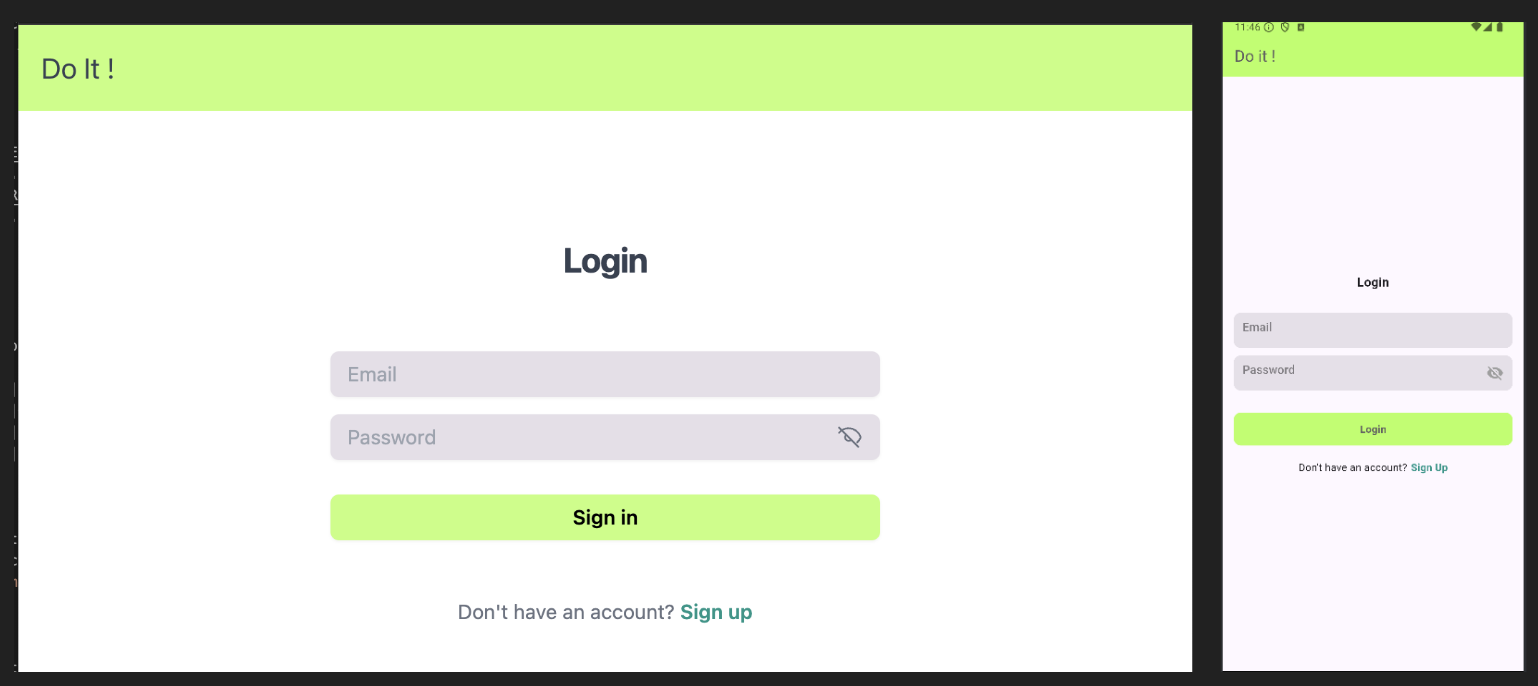 Do It !
Login
Email
Password
Sign in
Don't have an account? Sign up
11:46
Do it !
Login
Email
Password
Login
Don't have an account? Sign Up